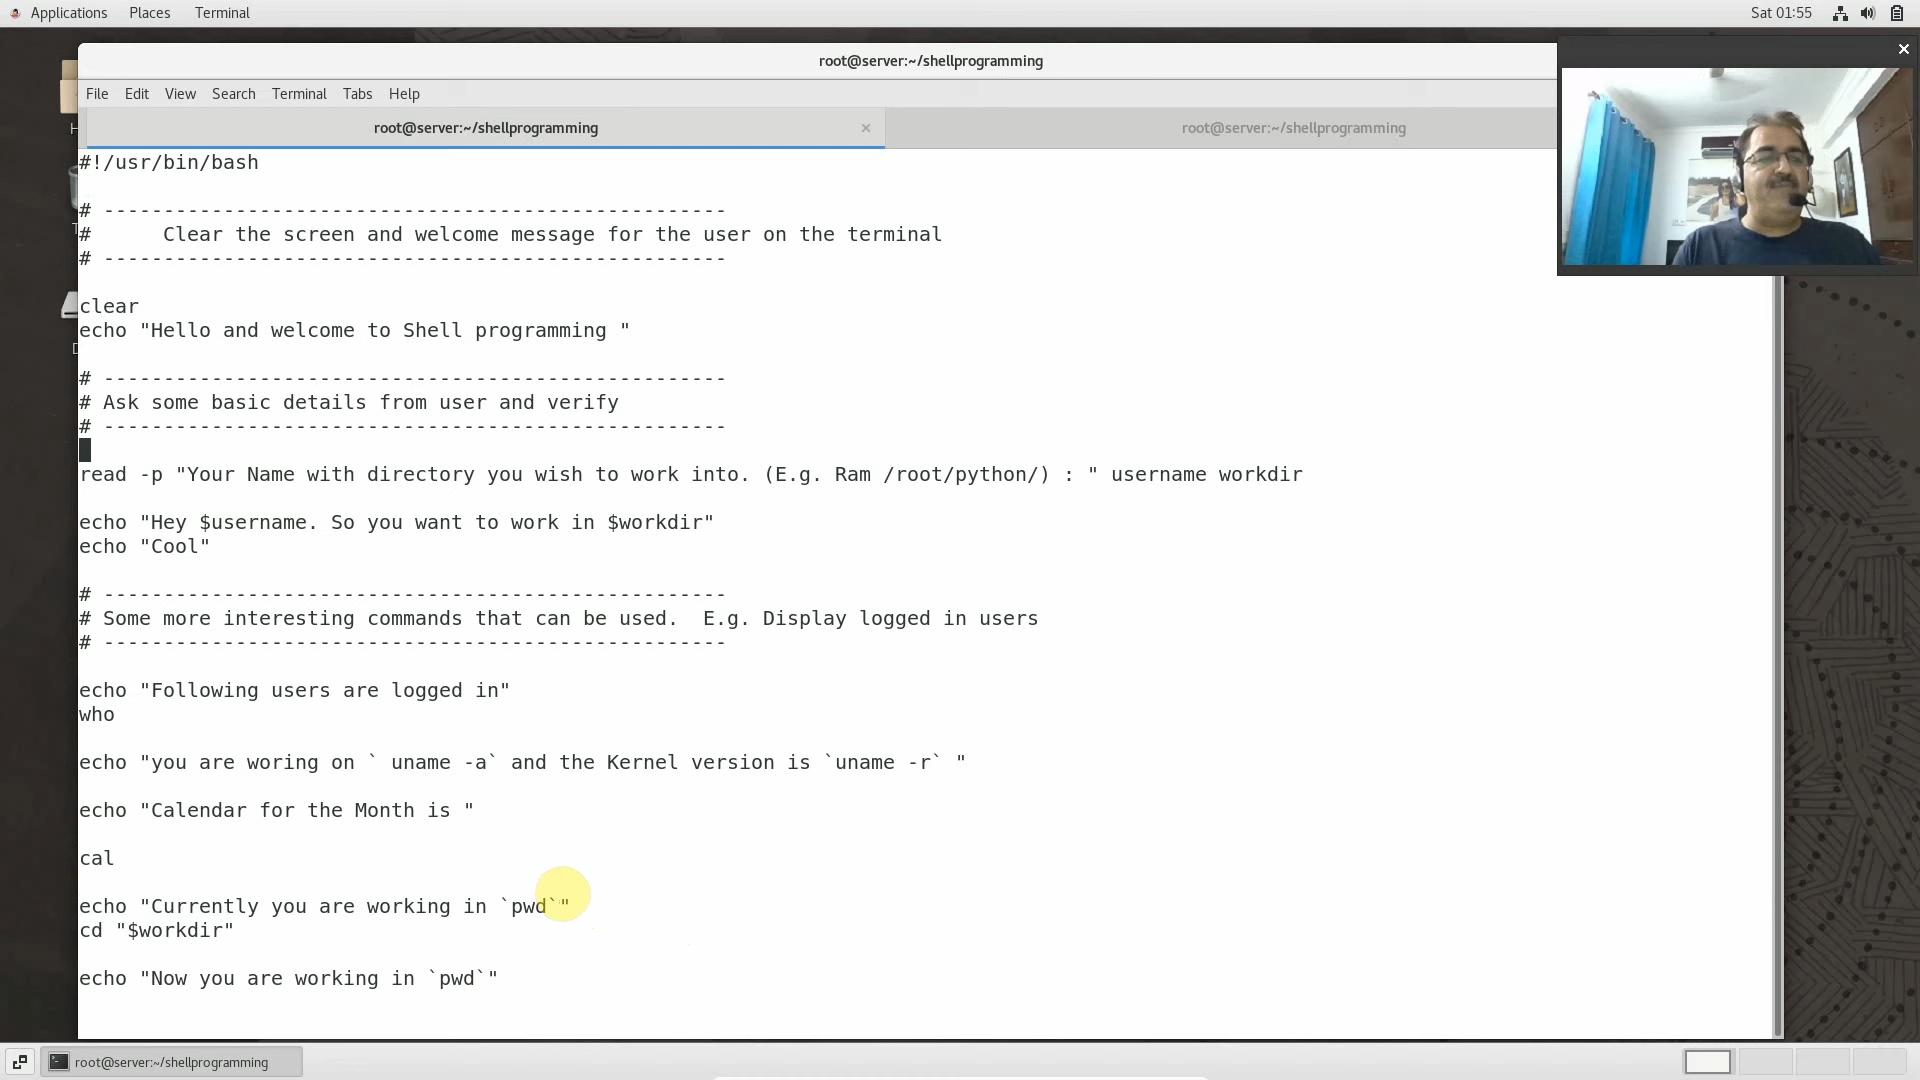 Applications Places Terminal Sat 01:55
root@server:~/shellprogramming
File Edit View Search Terminal Tabs Help
root@server:~/shellprogramming root@server:~/shellprogramming
#!/usr/bin/bash
# ----------------------------------------------------
#      Clear the screen and welcome message for the user on the terminal
# ----------------------------------------------------
clear
echo "Hello and welcome to Shell programming "
# ----------------------------------------------------
# Ask some basic details from user and verify
# ----------------------------------------------------
read -p "Your Name with directory you wish to work into. (E.g. Ram /root/python/) : " username workdir
echo "Hey $username. So you want to work in $workdir"
echo "Cool"
# ----------------------------------------------------
# Some more interesting commands that can be used.  E.g. Display logged in users
# ----------------------------------------------------
echo "Following users are logged in"
who
echo "you are woring on ` uname -a` and the Kernel version is `uname -r` "
echo "Calendar for the Month is "
cal
echo "Currently you are working in `pwd`"
cd "$workdir"
echo "Now you are working in `pwd`"
root@server:~/shellprogramming